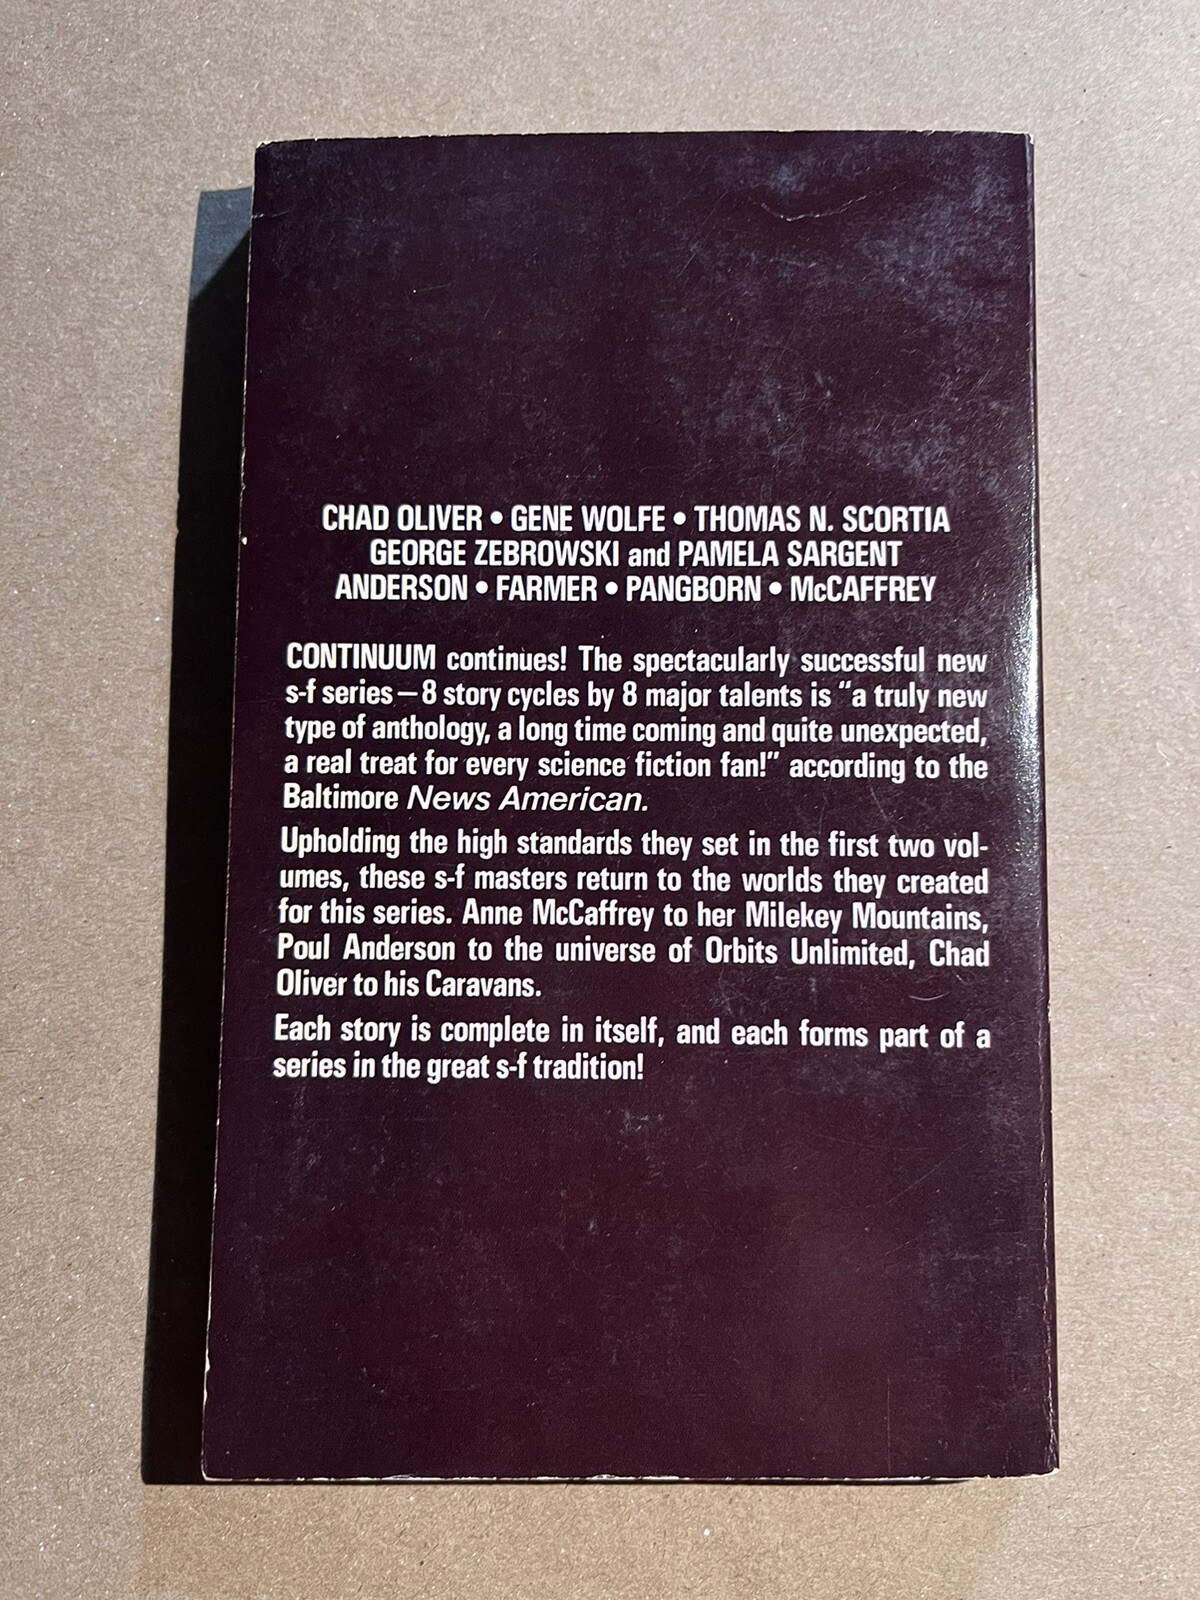 CHAD OLIVER • GENE WOLFE • THOMAS N. SCORTIA
GEORGE ZEBROWSKI and PAMELA SARGENT
ANDERSON • FARMER • PANGBORN • McCAFFREY
CONTINUUM continues! The spectacularly successful new
s-f series—8 story cycles by 8 major talents is “a truly new
type of anthology, a long time coming and quite unexpected,
a real treat for every science fiction fan!” according to the
Baltimore News American.
Upholding the high standards they set in the first two vol-
umes, these s-f masters return to the worlds they created
for this series. Anne McCaffrey to her Milekey Mountains,
Poul Anderson to the universe of Orbits Unlimited, Chad
Oliver to his Caravans.
Each story is complete in itself, and each forms part of a
series in the great s-f tradition!